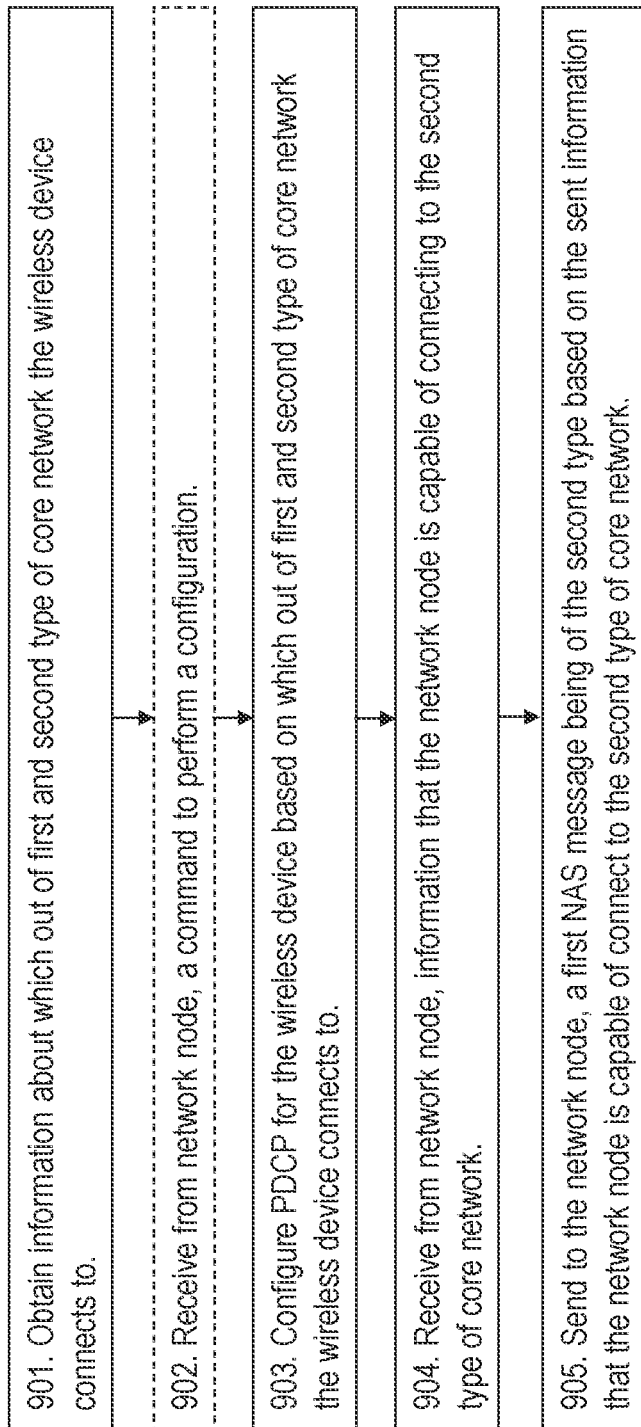 901. Obtain information about which out of first and second type of core network the wireless device
connects to.
902. Receive from network node, a command to perform a configuration.
903. Configure PDCP for the wireless device based on which out of first and second type of core network
the wireless device connects to.
904. Receive from network node, information that the network node is capable of connecting to the second
type of core network.
905. Send to the network node, a first NAS message being of the second type based on the sent information
that the network node is capable of connect to the second type of core network.